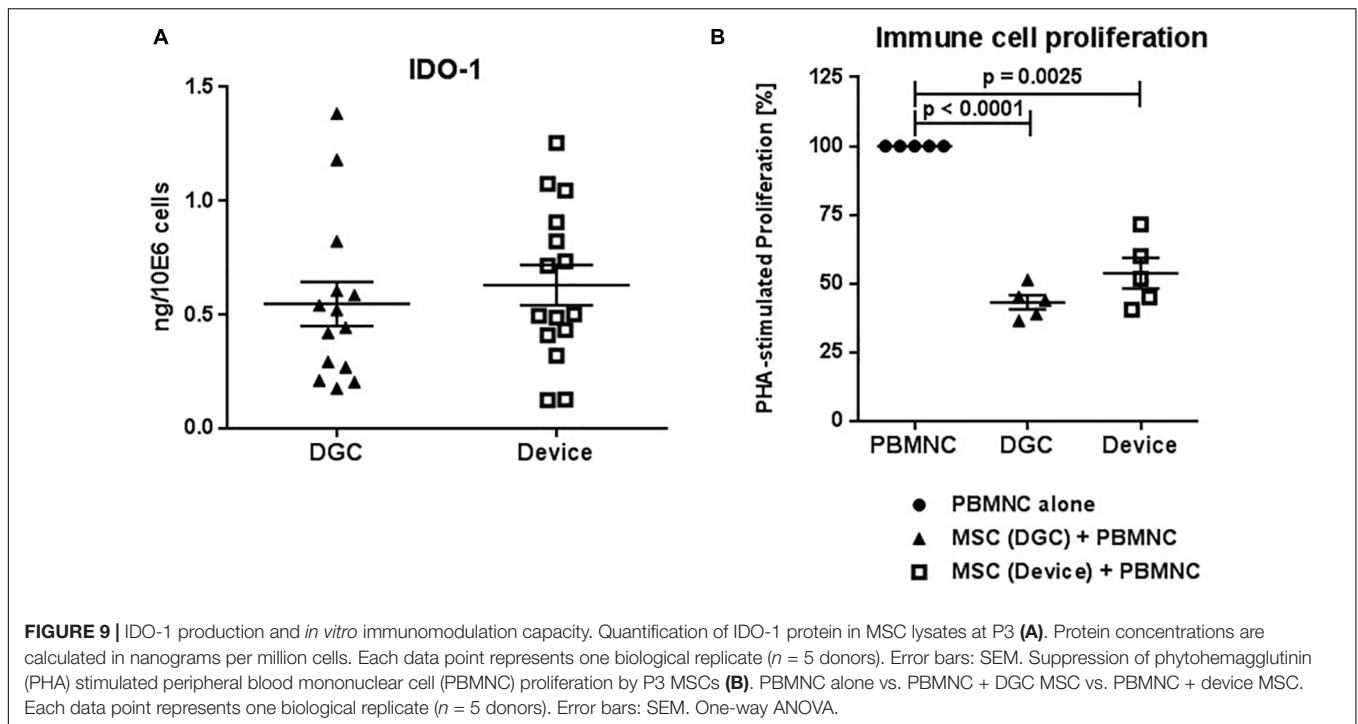 A
IDO-1
ng/10E6 cells
1.5
1.0
0.5
0.0
DGC Device
B
Immune cell proliferation
PHA-stimulated Proliferation [%]
125
100
75
50
25
0
p = 0.0025
p < 0.0001
PBMNC DGC Device
PBMNC alone
MSC (DGC) + PBMNC
MSC (Device) + PBMNC
FIGURE 9 | IDO-1 production and in vitro immunomodulation capacity. Quantification of IDO-1 protein in MSC lysates at P3 (A). Protein concentrations are
calculated in nanograms per million cells. Each data point represents one biological replicate (n = 5 donors). Error bars: SEM. Suppression of phytohemagglutinin
(PHA) stimulated peripheral blood mononuclear cell (PBMNC) proliferation by P3 MSCs (B). PBMNC alone vs. PBMNC + DGC MSC vs. PBMNC + device MSC.
Each data point represents one biological replicate (n = 5 donors). Error bars: SEM. One-way ANOVA.